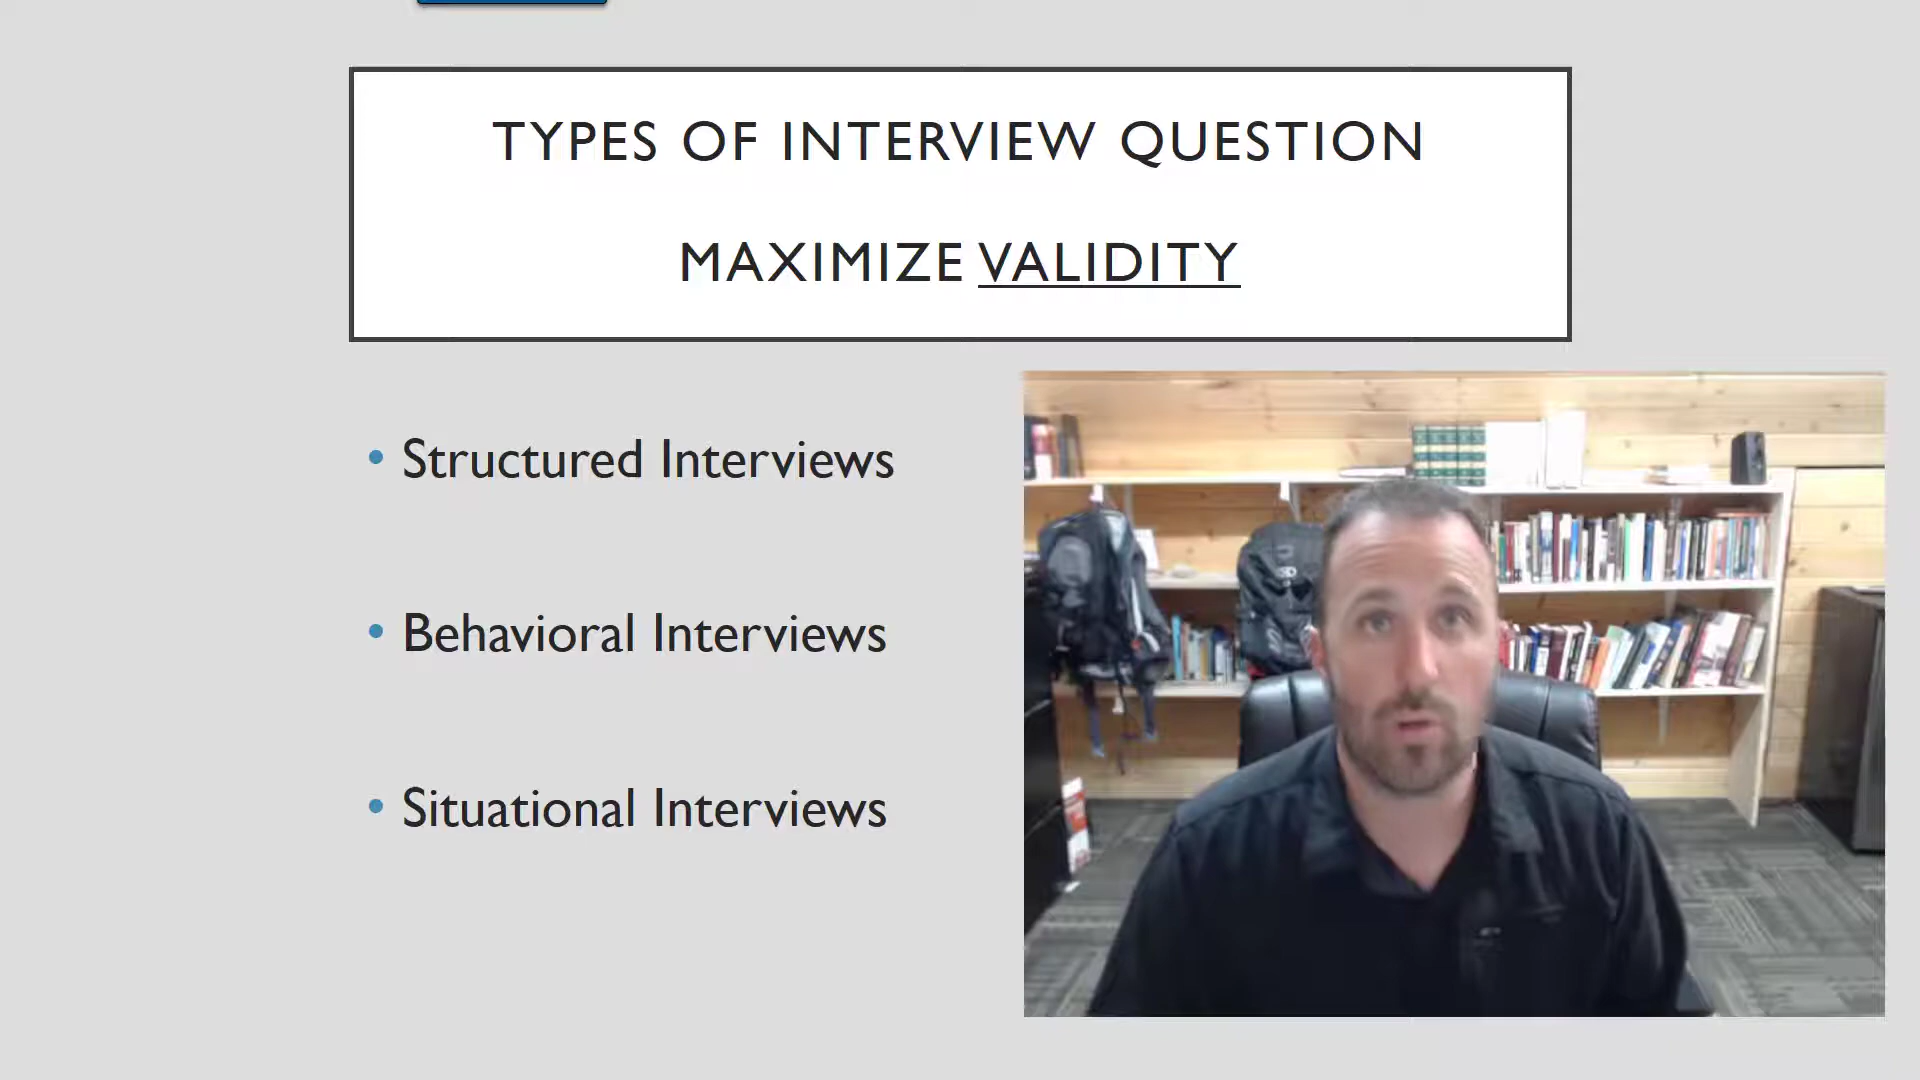 TYPES OF INTERVIEW QUESTION
MAXIMIZE VALIDITY
• Structured Interviews
• Behavioral Interviews
• Situational Interviews